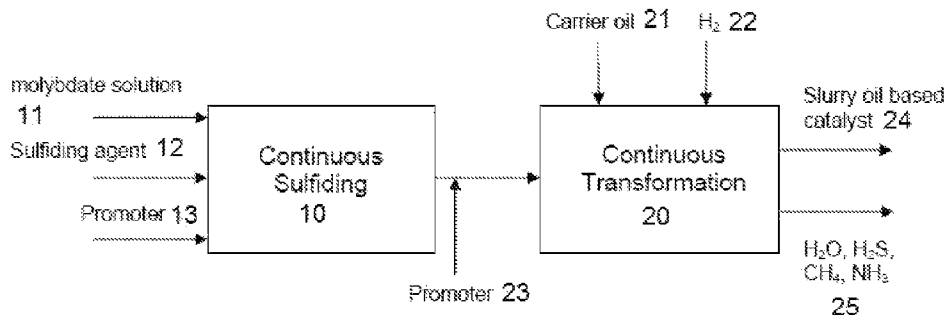 Carrier oil 21
H₂ 22
molybdate solution
11
Sulfiding agent 12
Promoter 13
Continuous
Sulfiding
10
Continuous
Transformation
20
Slurry oil based
catalyst 24
Promoter 23
H₂O, H₂S,
CH₄, NH₃
25